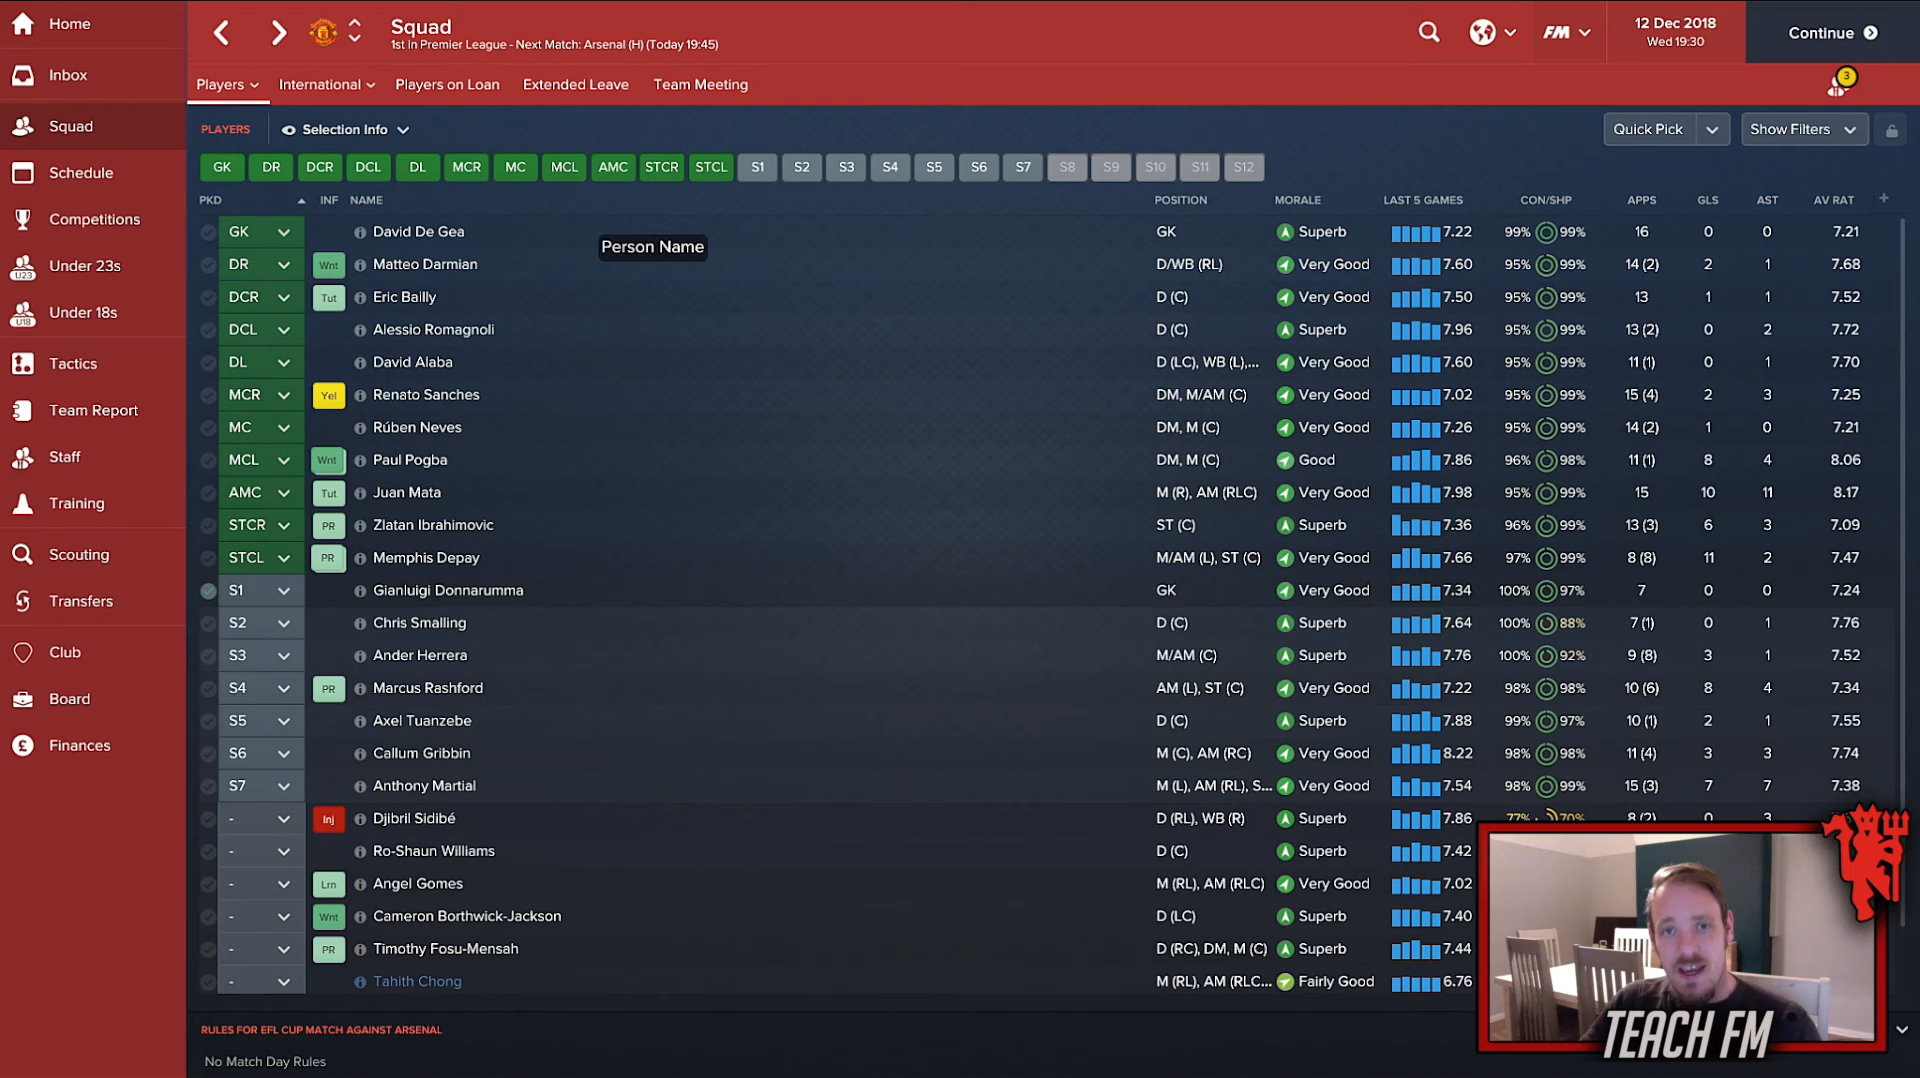 Home
Inbox
Squad
Schedule
Competitions
U23 Under 23s
U18 Under 18s
Tactics
Team Report
Staff
Training
Scouting
Transfers
Club
Board
£ Finances
Squad
1st in Premier League - Next Match: Arsenal (H) (Today 19:45)
FM
12 Dec 2018
Wed 19:30
Continue
Players International Players on Loan Extended Leave Team Meeting
3
PLAYERS Selection Info Quick Pick Show Filters
GK DR DCR DCL DL MCR MC MCL AMC STCR STCL S1 S2 S3 S4 S5 S6 S7 S8 S9 S10 S11 S12
PKD INF NAME POSITION MORALE LAST 5 GAMES CON/SHP APPS GLS AST AV RAT +
GK David De Gea GK Superb 7.22 99% 99% 16 0 0 7.21
Person Name
DR Wnt Matteo Darmian D/WB (RL) Very Good 7.60 95% 99% 14 (2) 2 1 7.68
DCR Tut Eric Bailly D (C) Very Good 7.50 95% 99% 13 1 1 7.52
DCL Alessio Romagnoli D (C) Superb 7.96 95% 99% 13 (2) 0 2 7.72
DL David Alaba D (LC), WB (L),... Very Good 7.60 95% 99% 11 (1) 0 1 7.70
MCR Yel Renato Sanches DM, M/AM (C) Very Good 7.02 95% 99% 15 (4) 2 3 7.25
MC Rúben Neves DM, M (C) Very Good 7.26 95% 99% 14 (2) 1 0 7.21
MCL Wnt Paul Pogba DM, M (C) Good 7.86 96% 98% 11 (1) 8 4 8.06
AMC Tut Juan Mata M (R), AM (RLC) Very Good 7.98 95% 99% 15 10 11 8.17
STCR PR Zlatan Ibrahimovic ST (C) Superb 7.36 96% 99% 13 (3) 6 3 7.09
STCL PR Memphis Depay M/AM (L), ST (C) Very Good 7.66 97% 99% 8 (8) 11 2 7.47
S1 Gianluigi Donnarumma GK Very Good 7.34 100% 97% 7 0 0 7.24
S2 Chris Smalling D (C) Superb 7.64 100% 88% 7 (1) 0 1 7.76
S3 Ander Herrera M/AM (C) Superb 7.76 100% 92% 9 (8) 3 1 7.52
S4 PR Marcus Rashford AM (L), ST (C) Very Good 7.22 98% 98% 10 (6) 8 4 7.34
S5 Axel Tuanzebe D (C) Superb 7.88 99% 97% 10 (1) 2 1 7.55
S6 Callum Gribbin M (C), AM (RC) Very Good 8.22 98% 98% 11 (4) 3 3 7.74
S7 Anthony Martial M (L), AM (RL), S... Very Good 7.54 98% 99% 15 (3) 7 7 7.38
- Inj Djibril Sidibé D (RL), WB (R) Superb 7.86 77% 70% 8 (2) 0 3
- Ro-Shaun Williams D (C) Superb 7.42
- Lrn Angel Gomes M (RL), AM (RLC) Very Good 7.02
- Wnt Cameron Borthwick-Jackson D (LC) Superb 7.40
- PR Timothy Fosu-Mensah D (RC), DM, M (C) Superb 7.44
- Tahith Chong M (RL), AM (RLC... Fairly Good 6.76
TEACH FM
RULES FOR EFL CUP MATCH AGAINST ARSENAL
No Match Day Rules